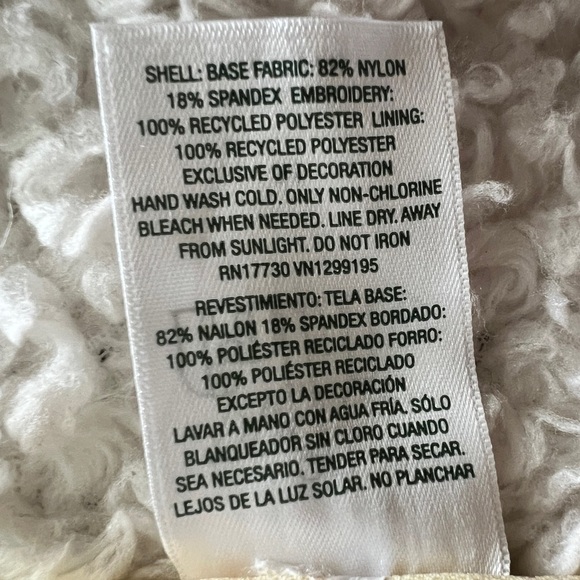 SHELL: BASE FABRIC: 82% NYLON
18% SPANDEX EMBROIDERY:
100% RECYCLED POLYESTER LINING:
100% RECYCLED POLYESTER
EXCLUSIVE OF DECORATION
HAND WASH COLD. ONLY NON-CHLORINE
BLEACH WHEN NEEDED. LINE DRY. AWAY
FROM SUNLIGHT. DO NOT IRON
RN17730 VN1299195
REVESTIMIENTO: TELA BASE:
82% NAILON 18% SPANDEX BORDADO:
100% POLIÉSTER RECICLADO FORRO:
100% POLIÉSTER RECICLADO
EXCEPTO LA DECORACIÓN
LAVAR A MANO CON AGUA FRÍA. SÓLO
BLANQUEADOR SIN CLORO CUANDO
SEA NECESARIO. TENDER PARA SECAR.
LEJOS DE LA LUZ SOLAR. NO PLANCHAR